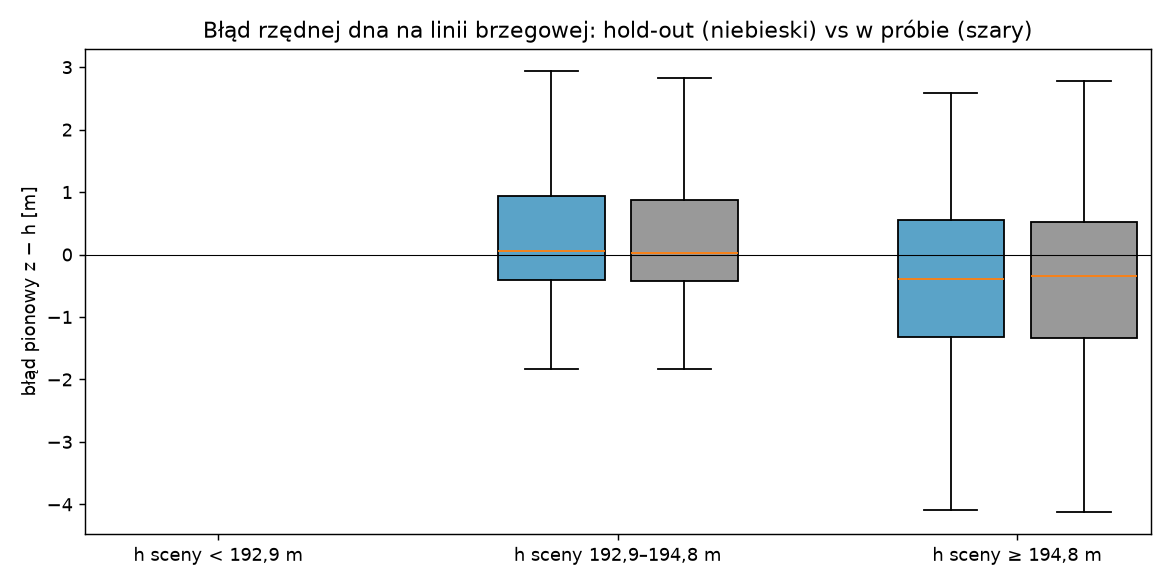 Błąd rzędnej dna na linii brzegowej: hold-out (niebieski) vs w próbie (szary)
błąd pionowy z − h [m]
3
2
1
0
−1
−2
−3
−4
h sceny < 192,9 m
h sceny 192,9–194,8 m
h sceny ≥ 194,8 m